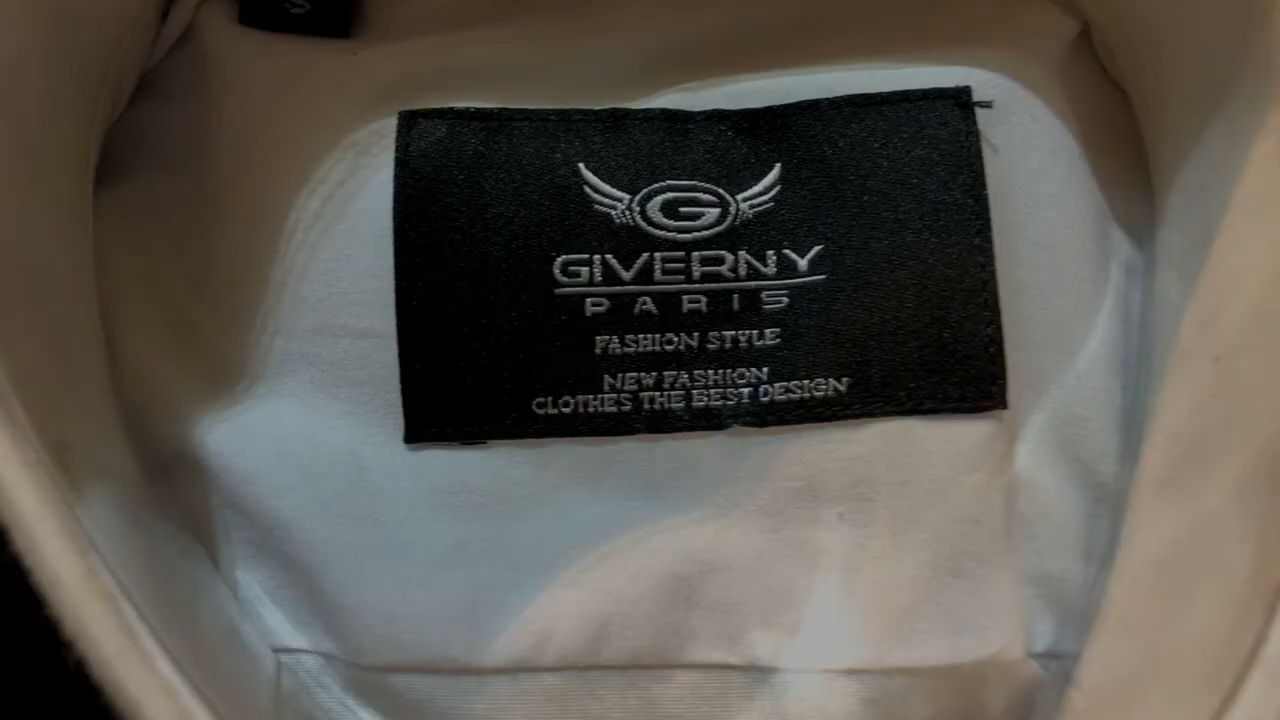 G
GIVERNY
PARIS
FASHION STYLE
NEW FASHION
CLOTHES THE BEST DESIGN